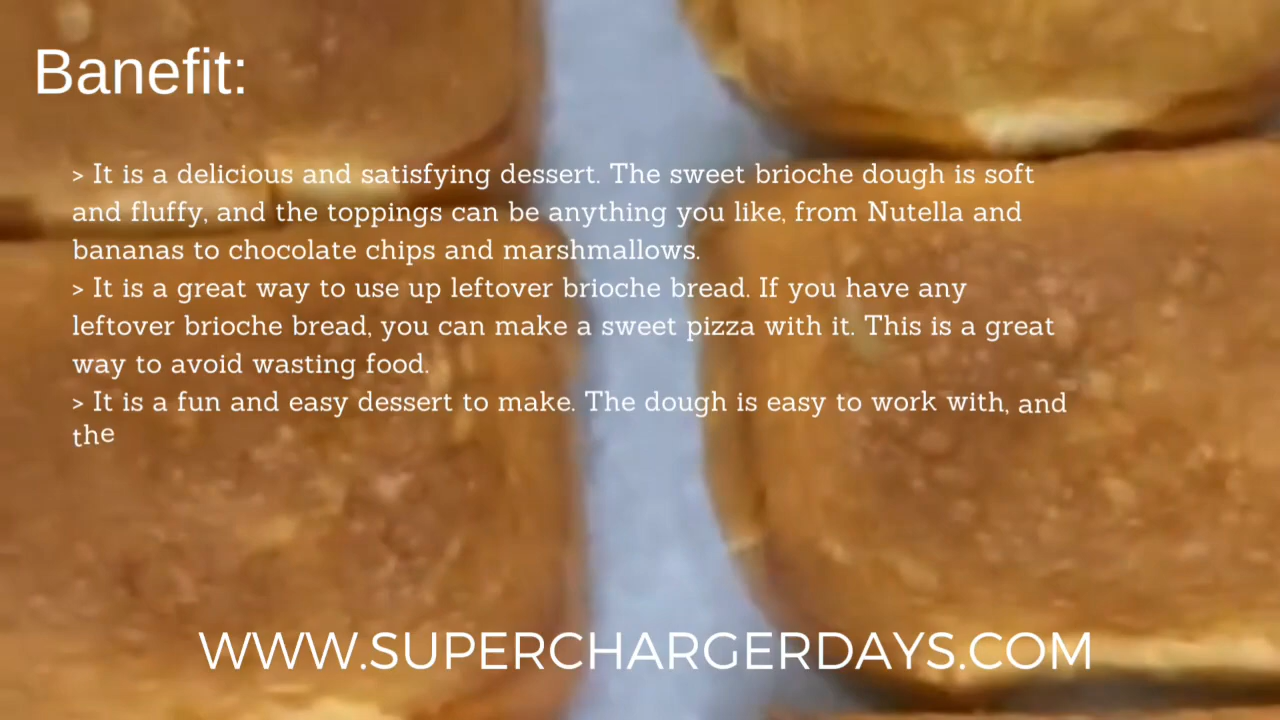 Banefit:
> It is a delicious and satisfying dessert. The sweet brioche dough is soft
and fluffy, and the toppings can be anything you like, from Nutella and
bananas to chocolate chips and marshmallows.
> It is a great way to use up leftover brioche bread. If you have any
leftover brioche bread, you can make a sweet pizza with it. This is a great
way to avoid wasting food.
> It is a fun and easy dessert to make. The dough is easy to work with, and
the
WWW.SUPERCHARGERDAYS.COM